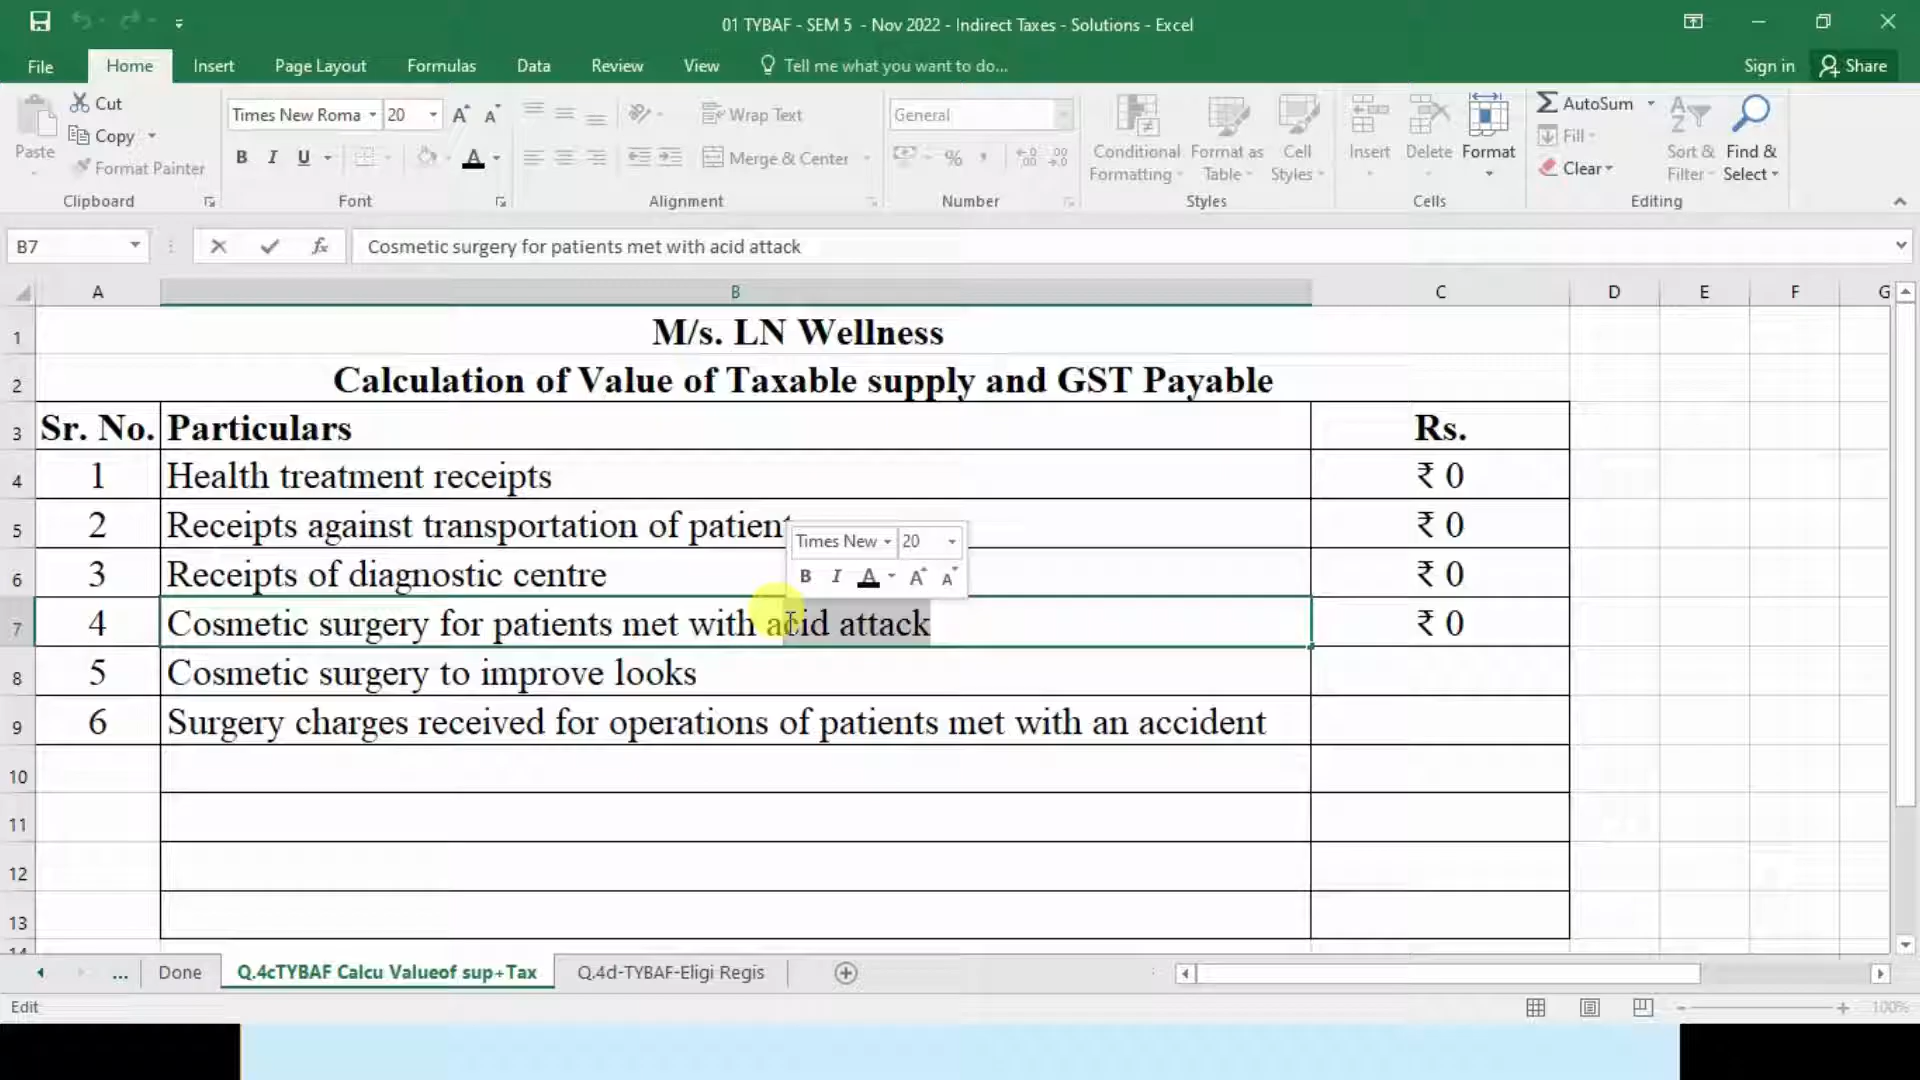 01 TYBAF - SEM 5 - Nov 2022 - Indirect Taxes - Solutions - Excel
File Home Insert Page Layout Formulas Data Review View Tell me what you want to do... Sign in Share
Paste Cut Copy Format Painter Clipboard
Times New Roma 20 A A B I U A Font
Wrap Text Merge & Center Alignment
General % , Number
Conditional Formatting Format as Table Cell Styles Styles
Insert Delete Format Cells
AutoSum Fill Clear Sort & Filter Find & Select Editing
B7 fx Cosmetic surgery for patients met with acid attack
A B C D E F G
1 M/s. LN Wellness
2 Calculation of Value of Taxable supply and GST Payable
3 Sr. No. Particulars Rs.
4 1 Health treatment receipts ₹ 0
5 2 Receipts against transportation of patient ₹ 0
Times New 20
6 3 Receipts of diagnostic centre ₹ 0
B I A A A
7 4 Cosmetic surgery for patients met with acid attack ₹ 0
8 5 Cosmetic surgery to improve looks
9 6 Surgery charges received for operations of patients met with an accident
10
11
12
13
14
... Done Q.4cTYBAF Calcu Valueof sup+Tax Q.4d-TYBAF-Eligi Regis
Edit 100%